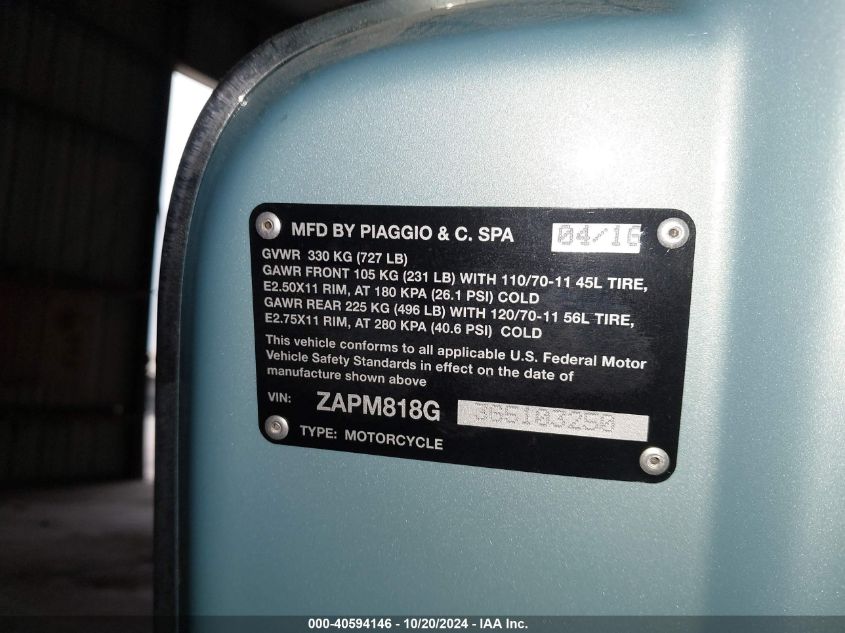 MFD BY PIAGGIO & C. SPA 04/16
GVWR 330 KG (727 LB)
GAWR FRONT 105 KG (231 LB) WITH 110/70-11 45L TIRE,
E2.50X11 RIM, AT 180 KPA (26.1 PSI) COLD
GAWR REAR 225 KG (496 LB) WITH 120/70-11 56L TIRE,
E2.75X11 RIM, AT 280 KPA (40.6 PSI) COLD
This vehicle conforms to all applicable U.S. Federal Motor
Vehicle Safety Standards in effect on the date of
manufacture shown above
VIN: ZAPM818G 365103250
TYPE: MOTORCYCLE
000-40594146 - 10/20/2024 - IAA Inc.